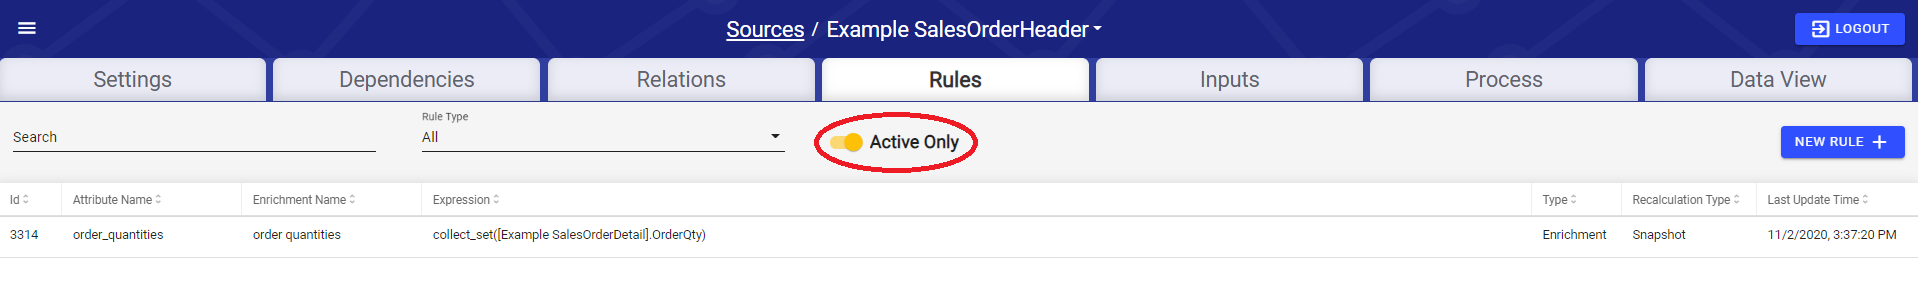 Sources / Example SalesOrderHeader
LOGOUT
Settings
Dependencies
Relations
Rules
Inputs
Process
Data View
Search
Rule Type
All
Active Only
NEW RULE
Id Attribute Name Enrichment Name Expression Type Recalculation Type Last Update Time
3314 order_quantities order quantities collect_set([Example SalesOrderDetail].OrderQty) Enrichment Snapshot 11/2/2020, 3:37:20 PM